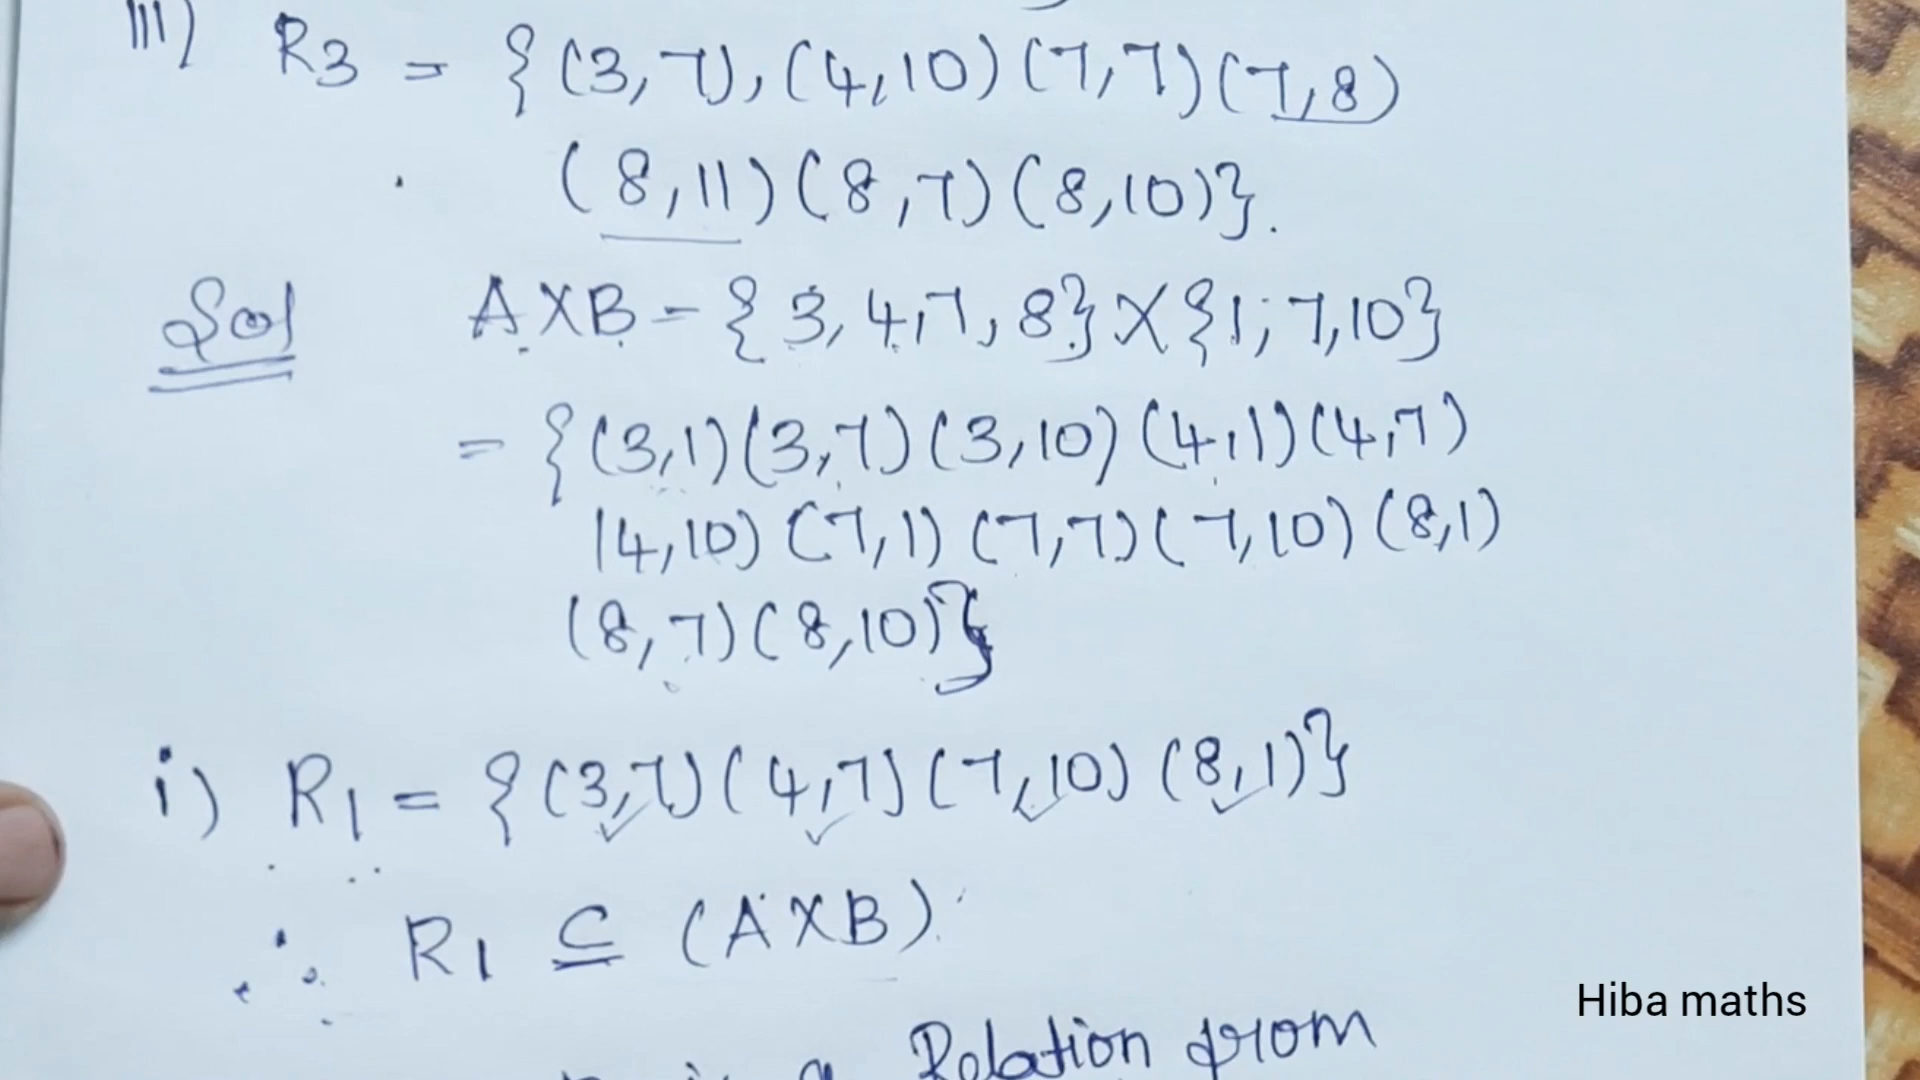 III) R3 = {(3,7),(4,10)(7,7)(7,8)
(8,11)(8,7)(8,10)}.
Sol A×B = {3,4,7,8}×{1,7,10}
= {(3,1)(3,7)(3,10)(4,1)(4,7)
(4,10)(7,1)(7,7)(7,10)(8,1)
(8,7)(8,10)}
i) R1 = {(3,7)(4,7)(7,10)(8,1)}
∴ R1 ⊆ (A×B).
is a Relation from
Hiba maths